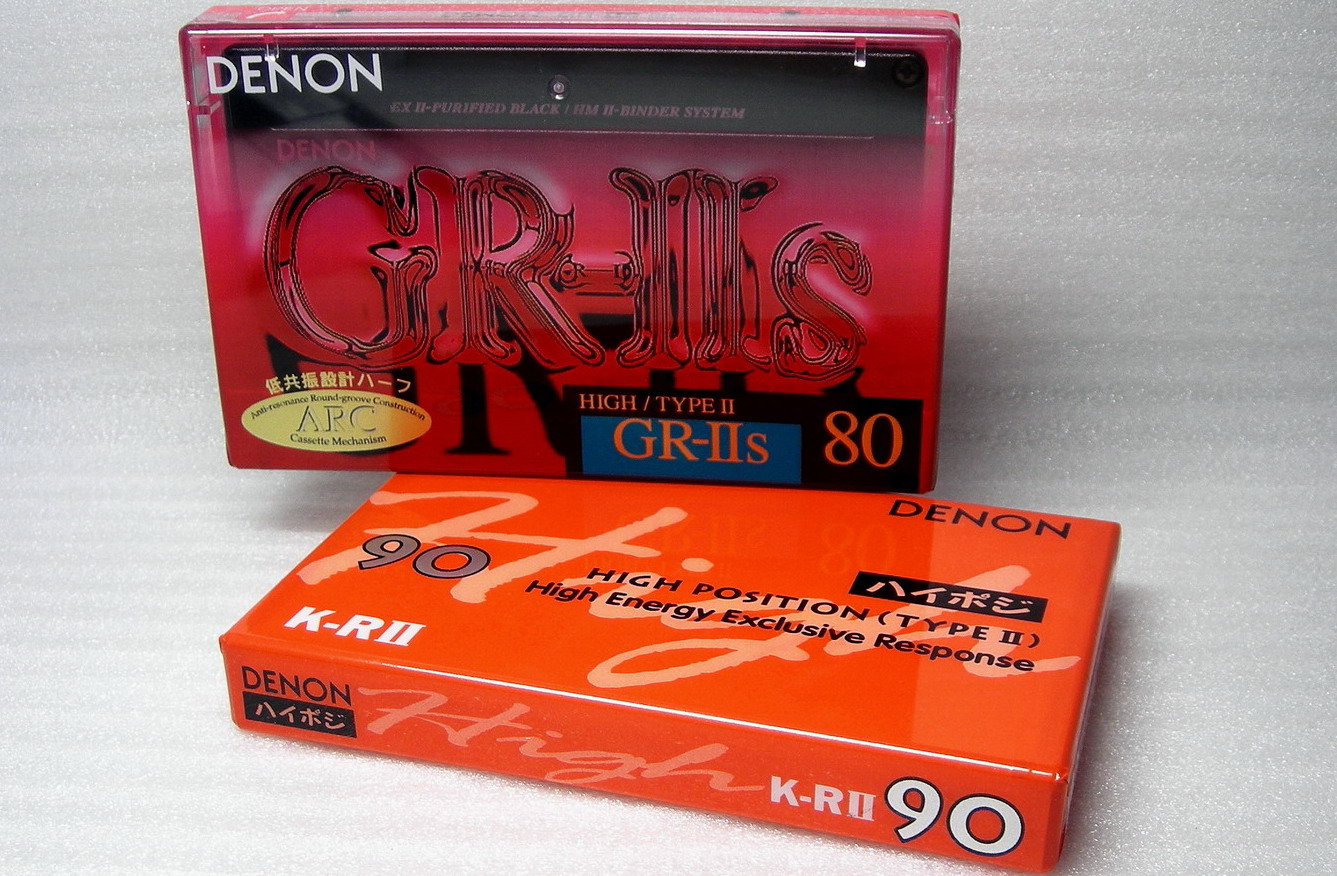 DENON
EX II-PURIFIED BLACK / HM II-BINDER SYSTEM
DENON
GR-IIs
低共振設計ハーフ
Anti-resonance Round-groove Construction
ARC
Cassette Mechanism
HIGH / TYPE II
GR-IIs
80
DENON
High
90
ハイポジ
HIGH POSITION (TYPE II)
High Energy Exclusive Response
K-RII
DENON
ハイポジ
High
K-RII 90